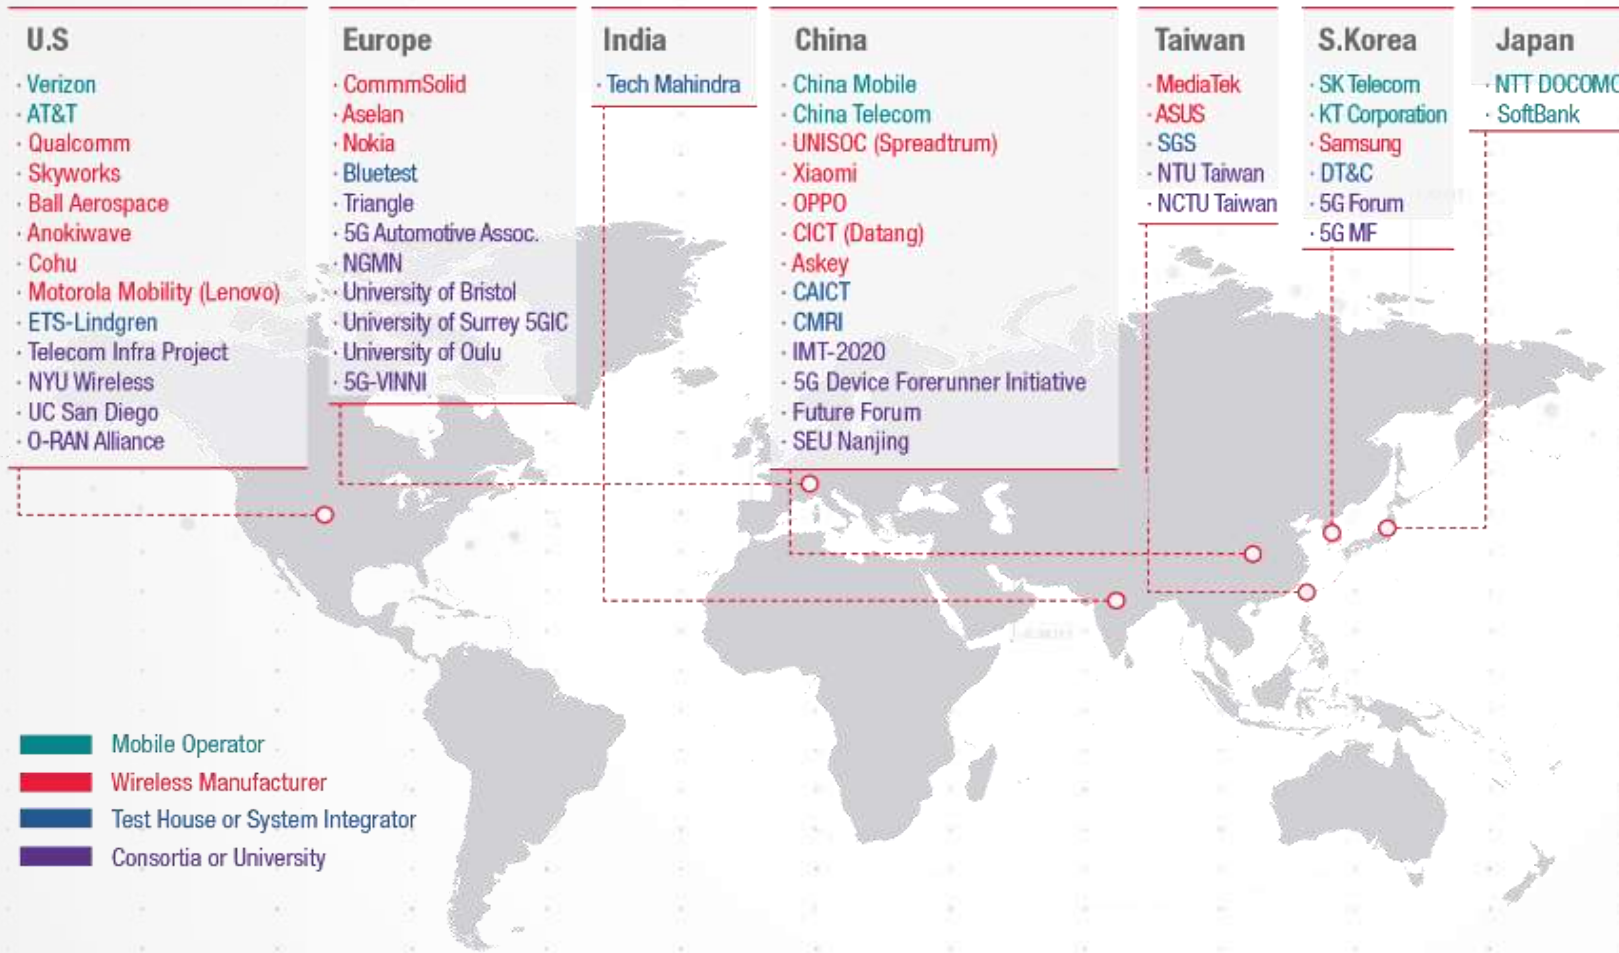 U.S
· Verizon
· AT&T
· Qualcomm
· Skyworks
· Ball Aerospace
· Anokiwave
· Cohu
· Motorola Mobility (Lenovo)
· ETS-Lindgren
· Telecom Infra Project
· NYU Wireless
· UC San Diego
· O-RAN Alliance
Europe
· CommmSolid
· Aselan
· Nokia
· Bluetest
· Triangle
· 5G Automotive Assoc.
· NGMN
· University of Bristol
· University of Surrey 5GIC
· University of Oulu
· 5G-VINNI
India
· Tech Mahindra
China
· China Mobile
· China Telecom
· UNISOC (Spreadtrum)
· Xiaomi
· OPPO
· CICT (Datang)
· Askey
· CAICT
· CMRI
· IMT-2020
· 5G Device Forerunner Initiative
· Future Forum
· SEU Nanjing
Taiwan
· MediaTek
· ASUS
· SGS
· NTU Taiwan
· NCTU Taiwan
S.Korea
· SK Telecom
· KT Corporation
· Samsung
· DT&C
· 5G Forum
· 5G MF
Japan
· NTT DOCOMO
· SoftBank
Mobile Operator
Wireless Manufacturer
Test House or System Integrator
Consortia or University